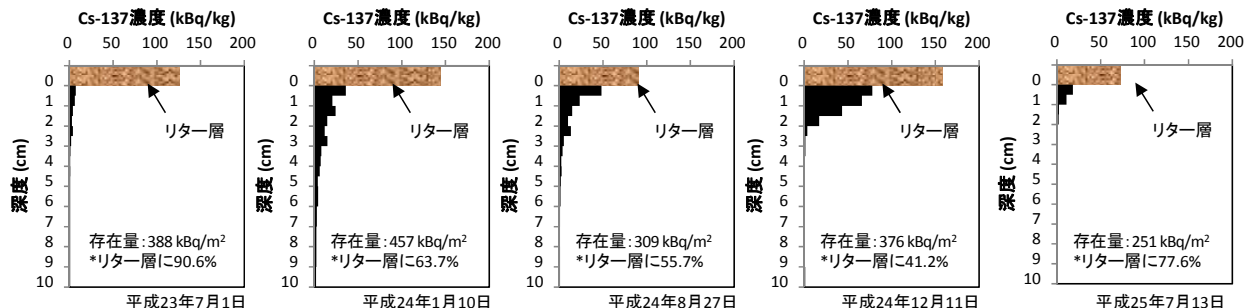 Cs-137濃度 (kBq/kg)
0 50 100 150 200
深度 (cm)
0
1
2
3
4
5
6
7
8
9
10
リター層
存在量:388 kBq/m²
*リター層に90.6%
平成23年7月1日
Cs-137濃度 (kBq/kg)
0 50 100 150 200
深度 (cm)
0
1
2
3
4
5
6
7
8
9
10
リター層
存在量:457 kBq/m²
*リター層に63.7%
平成24年1月10日
Cs-137濃度 (kBq/kg)
0 50 100 150 200
深度 (cm)
0
1
2
3
4
5
6
7
8
9
10
リター層
存在量:309 kBq/m²
*リター層に55.7%
平成24年8月27日
Cs-137濃度 (kBq/kg)
0 50 100 150 200
深度 (cm)
0
1
2
3
4
5
6
7
8
9
10
リター層
存在量:376 kBq/m²
*リター層に41.2%
平成24年12月11日
Cs-137濃度 (kBq/kg)
0 50 100 150 200
深度 (cm)
0
1
2
3
4
5
6
7
8
9
10
リター層
存在量:251 kBq/m²
*リター層に77.6%
平成25年7月13日